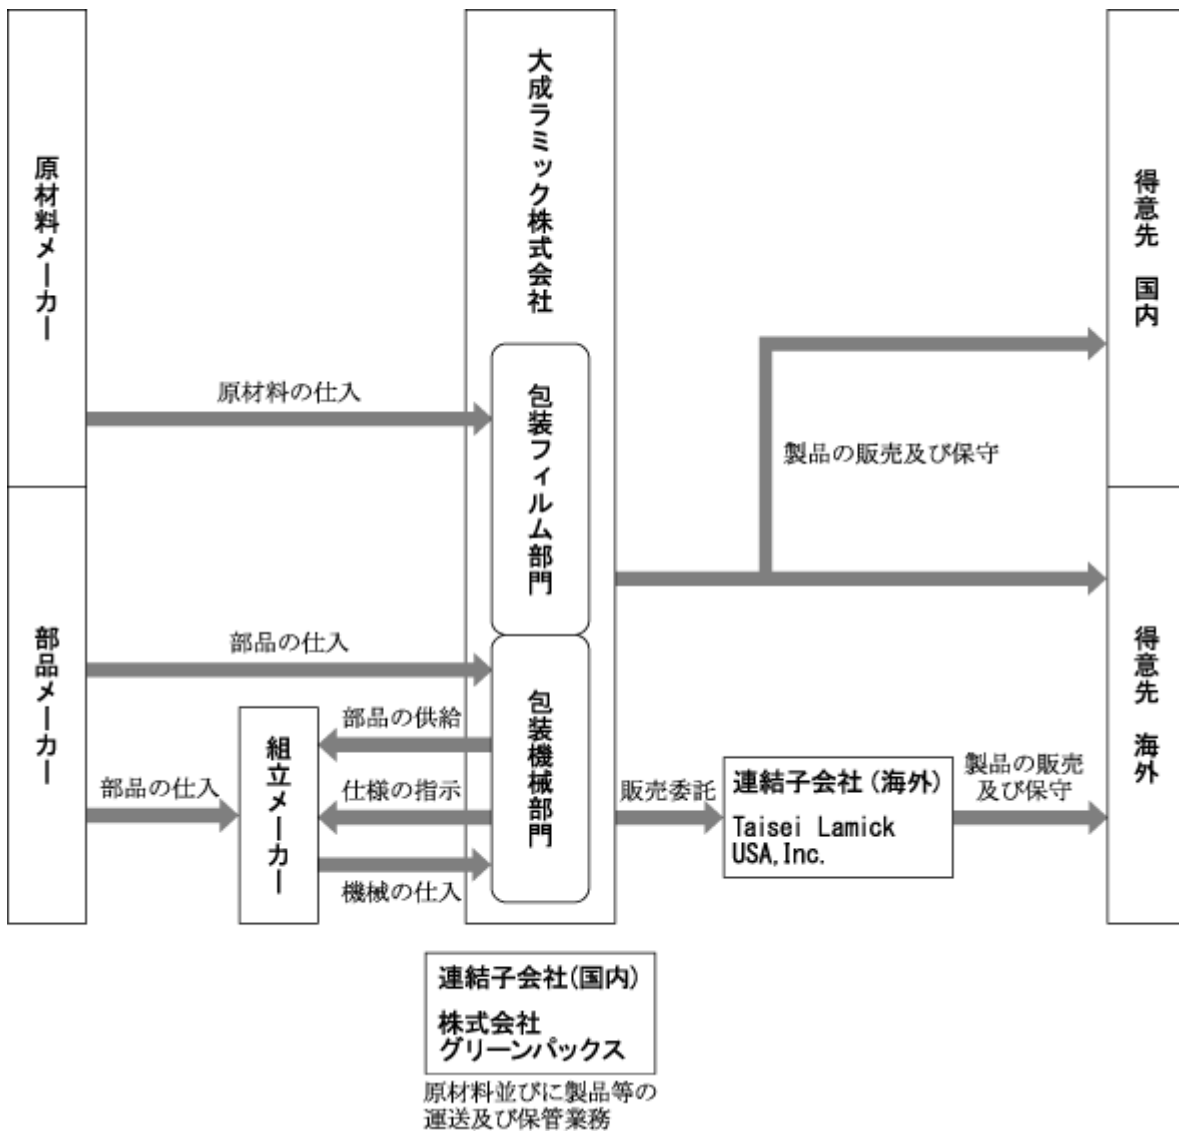 原材料メーカー
部品メーカー
大成ラミック株式会社
包装フィルム部門
包装機械部門
組立メーカー
得意先 国内
得意先 海外
原材料の仕入
製品の販売及び保守
部品の仕入
部品の供給
部品の仕入
仕様の指示
機械の仕入
販売委託
連結子会社(海外)
Taisei Lamick
USA,Inc.
製品の販売
及び保守
連結子会社(国内)
株式会社
グリーンパックス
原材料並びに製品等の
運送及び保管業務